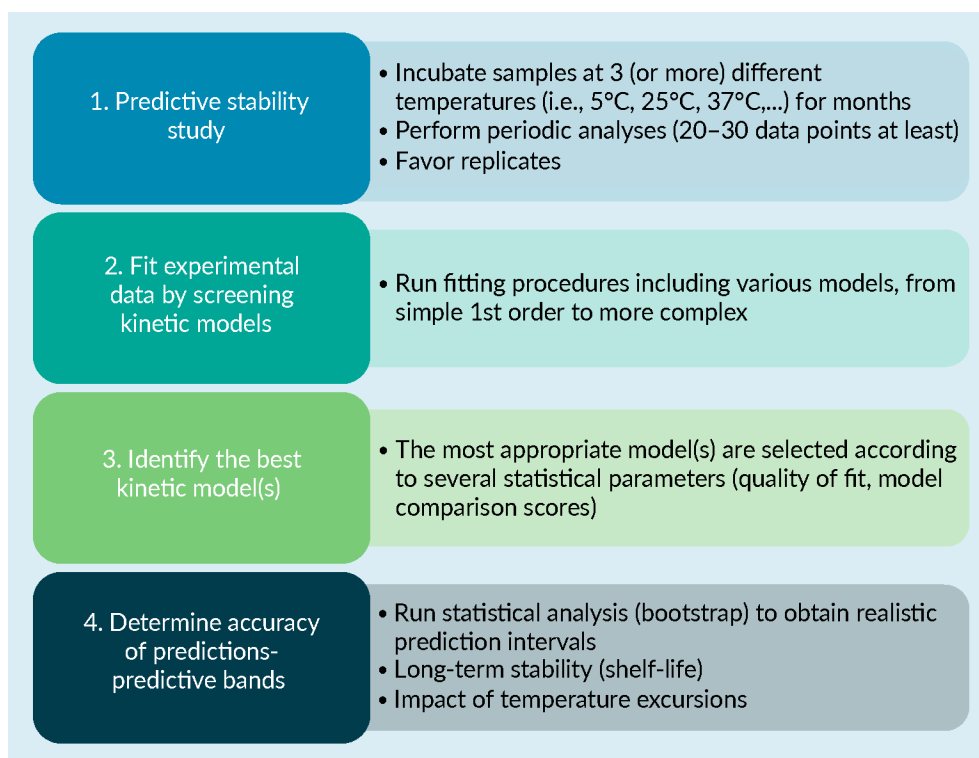 1. Predictive stability
study
• Incubate samples at 3 (or more) different
temperatures (i.e., 5°C, 25°C, 37°C,...) for months
• Perform periodic analyses (20–30 data points at least)
• Favor replicates
2. Fit experimental
data by screening
kinetic models
• Run fitting procedures including various models, from
simple 1st order to more complex
3. Identify the best
kinetic model(s)
• The most appropriate model(s) are selected according
to several statistical parameters (quality of fit, model
comparison scores)
4. Determine accuracy
of predictions-
predictive bands
• Run statistical analysis (bootstrap) to obtain realistic
prediction intervals
• Long-term stability (shelf-life)
• Impact of temperature excursions